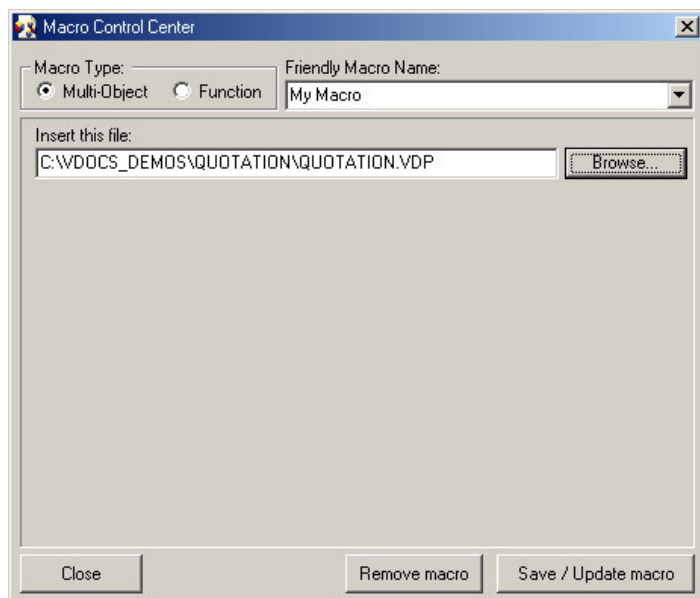 Macro Control Center
Macro Type:
Multi-Object Function
Friendly Macro Name:
My Macro
Insert this file:
C:\VDOCS_DEMOS\QUOTATION\QUOTATION.VDP
Browse...
Close
Remove macro
Save / Update macro